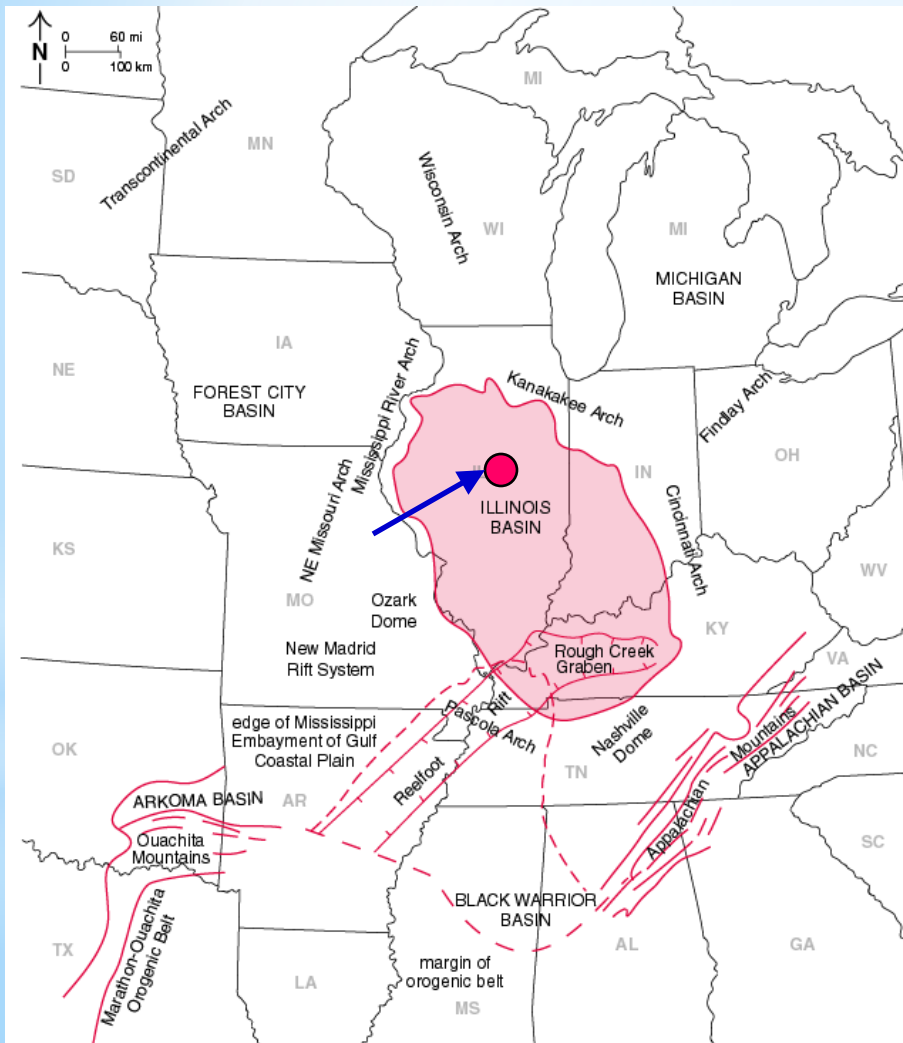 N
0 60 mi
0 100 km
MI
Transcontinental Arch
MN
SD
Wisconsin Arch
WI
MI
MICHIGAN
BASIN
IA
NE
FOREST CITY
BASIN
Mississippi River Arch
Kanakakee Arch
Findlay Arch
OH
IN
ILLINOIS
BASIN
NE Missouri Arch
Cincinnati Arch
KS
WV
MO
Ozark
Dome
KY
New Madrid
Rift System
Rough Creek
Graben
VA
Rift
Pascola Arch
edge of Mississippi
Embayment of Gulf
Coastal Plain
Nashville
Dome
Mountains
APPALACHIAN BASIN
OK
NC
TN
Reelfoot
ARKOMA BASIN
AR
Appalachian
Ouachita
Mountains
SC
BLACK WARRIOR
BASIN
TX
Marathon-Ouachita
Orogenic Belt
AL
GA
margin of
orogenic belt
LA
MS